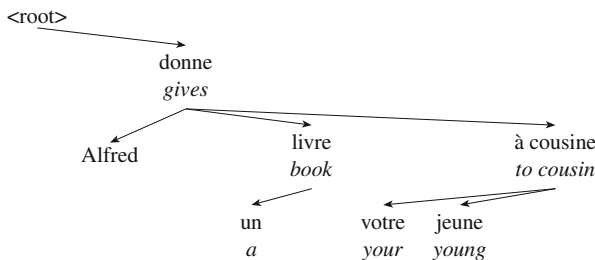 <root>
donne
gives
Alfred
livre
book
à cousine
to cousin
un
a
votre
your
jeune
young